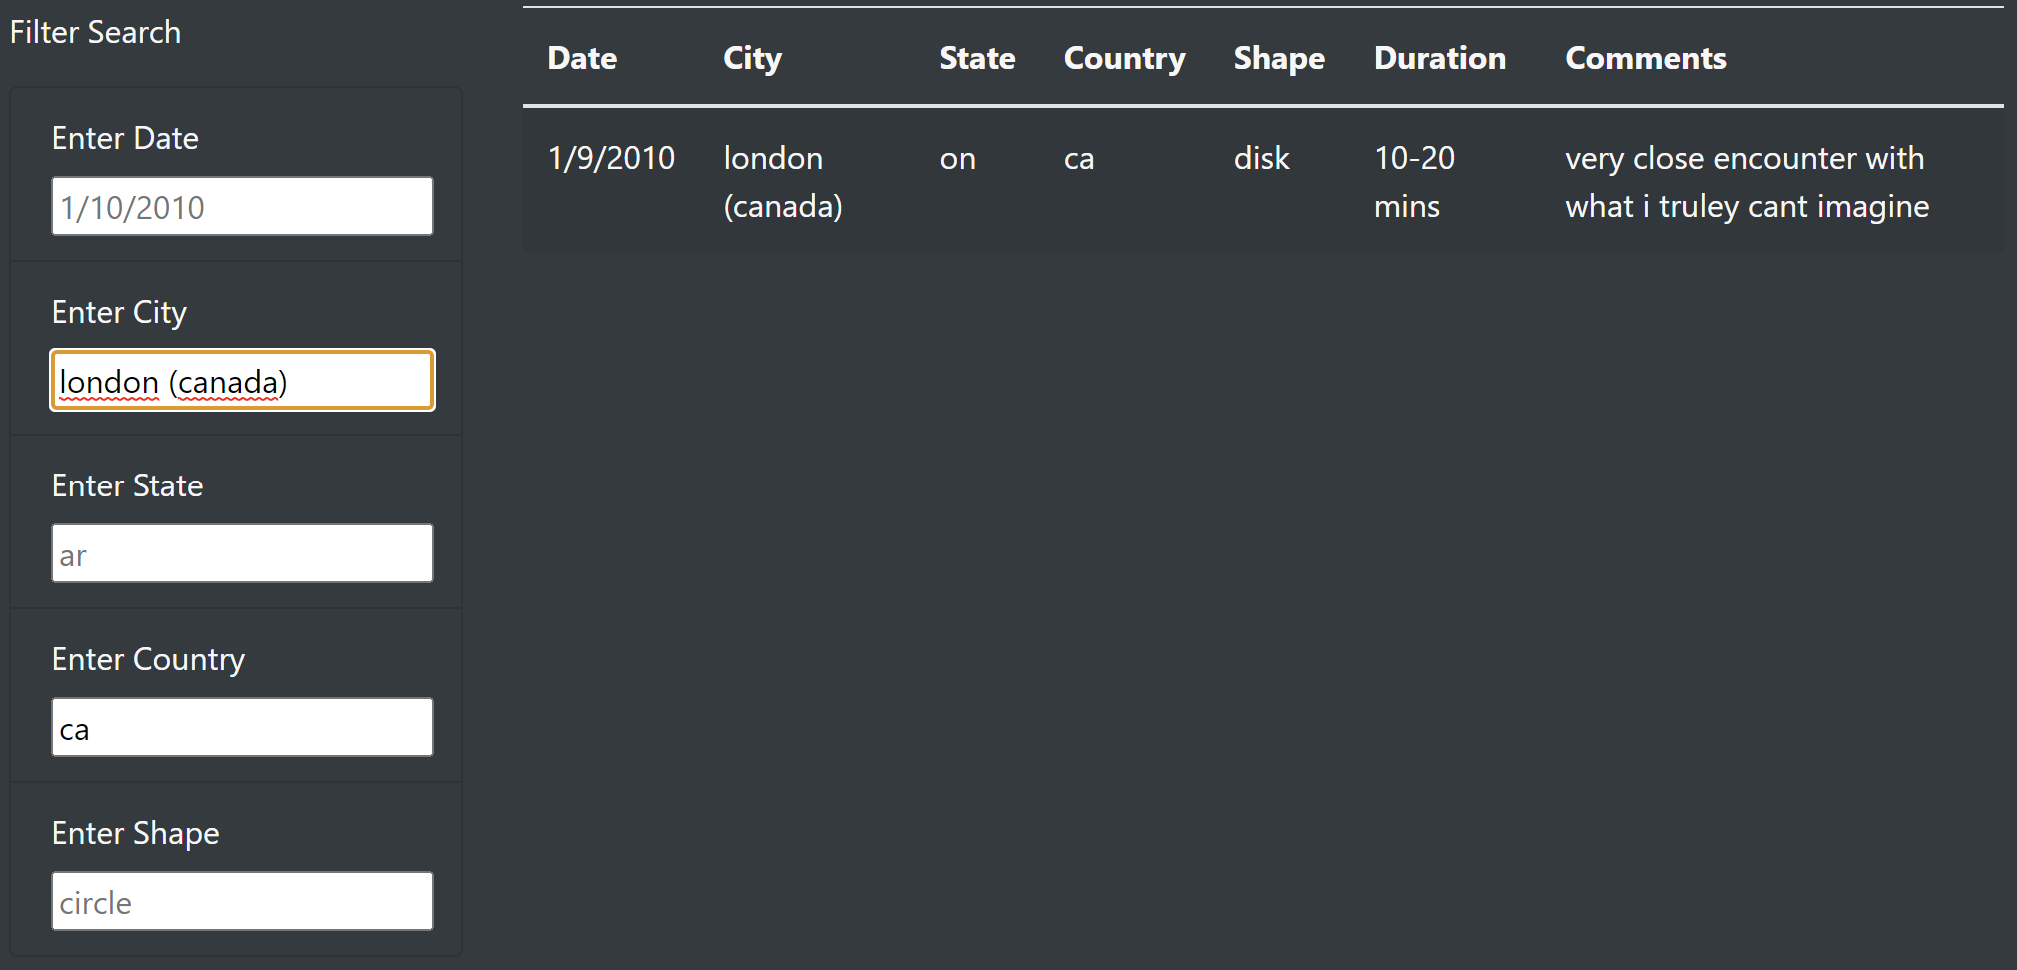 Filter Search
Enter Date
1/10/2010
Enter City
london (canada)
Enter State
ar
Enter Country
ca
Enter Shape
circle
Date City State Country Shape Duration Comments
1/9/2010 london on ca disk 10-20 very close encounter with
(canada) mins what i truley cant imagine